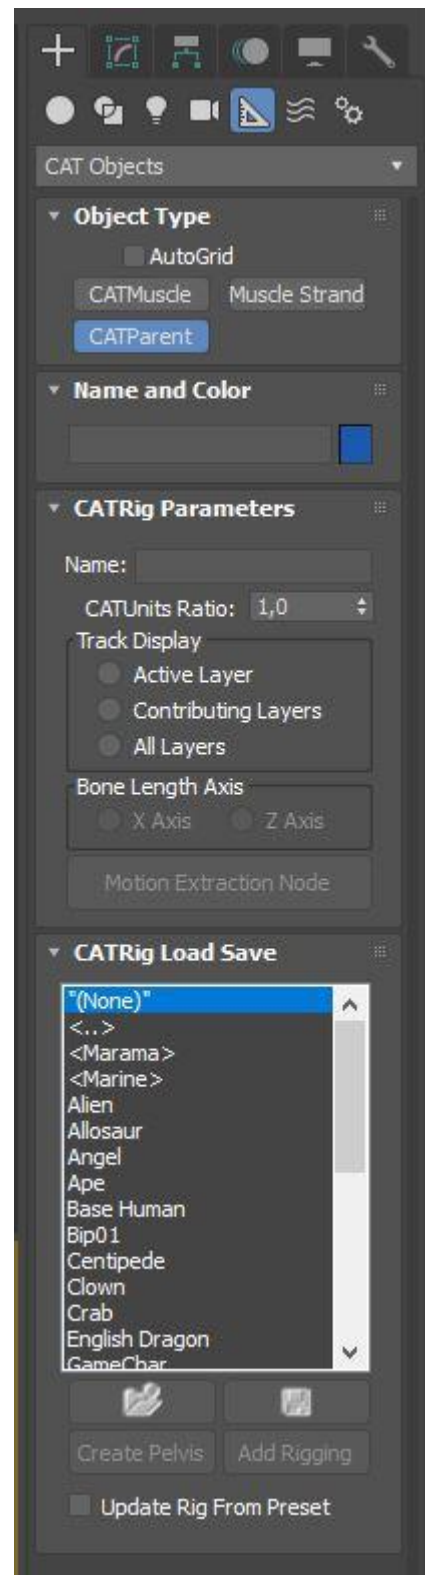 CAT Objects
Object Type
AutoGrid
CATMuscle Muscle Strand
CATParent
Name and Color
CATRig Parameters
Name:
CATUnits Ratio: 1,0
Track Display
Active Layer
Contributing Layers
All Layers
Bone Length Axis
X Axis Z Axis
Motion Extraction Node
CATRig Load Save
"(None)"
<..>
<Marama>
<Marine>
Alien
Allosaur
Angel
Ape
Base Human
Bip01
Centipede
Clown
Crab
English Dragon
GameChar
Create Pelvis Add Rigging
Update Rig From Preset